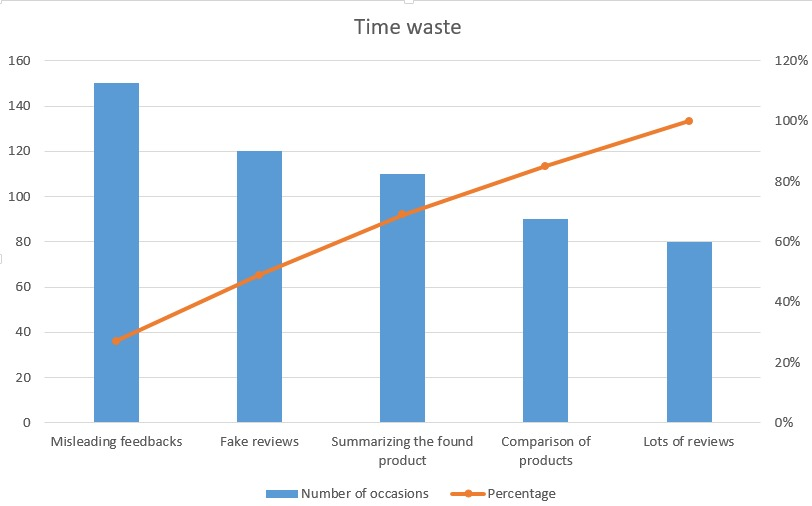 Time waste
160
140
120
100
80
60
40
20
0
120%
100%
80%
60%
40%
20%
0%
Misleading feedbacks
Fake reviews
Summarizing the found
product
Comparison of
products
Lots of reviews
Number of occasions
Percentage